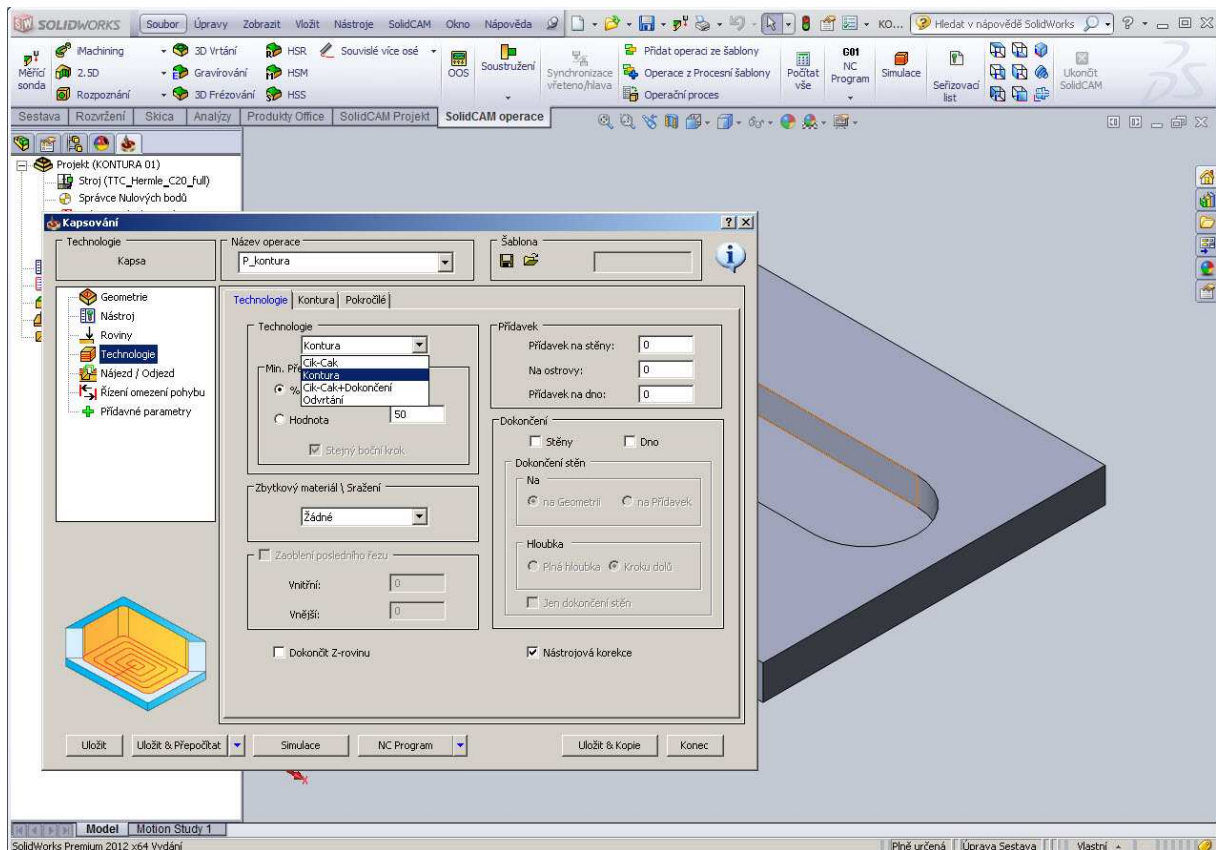 SOLIDWORKS Soubor Úpravy Zobrazit Vložit Nástroje SolidCAM Okno Nápověda KO... Hledat v nápovědě SolidWorks
Měřící sonda
iMachining
2.5D
Rozpoznání
3D Vrtání
Gravírování
3D Frézování
HSR
HSM
HSS
Souvislé více osé
OOS
Soustružení
Synchronizace vřeteno/hlava
Přidat operaci ze šablony
Operace z Procesní šablony
Operační proces
Počítat vše
G01
NC Program
Simulace
Seřizovací list
Ukončit SolidCAM
Sestava Rozvržení Skica Analýzy Produkty Office SolidCAM Projekt SolidCAM operace
Projekt (KONTURA 01)
Stroj (TTC_Hermle_C20_full)
Správce Nulových bodů
Kapsování
Technologie
Kapsa
Název operace
P_kontura
Šablona
Geometrie
Nástroj
Roviny
Technologie
Nájezd / Odjezd
Řízení omezení pohybu
Přídavné parametry
Technologie Kontura Pokročilé
Technologie
Kontura
Cik-Cak
Kontura
Cik-Cak+Dokončení
Odvrtání
Min. Pře
%
Hodnota 50
Stejný boční krok
Zbytkový materiál \ Sražení
Žádné
Zaoblení posledního řezu
Vnitřní: 0
Vnější: 0
Dokončit Z-rovinu
Přídavek
Přídavek na stěny: 0
Na ostrovy: 0
Přídavek na dno: 0
Dokončení
Stěny Dno
Dokončení stěn
Na
na Geometrii na Přídavek
Hloubka
Plná hloubka Kroku dolů
Jen dokončení stěn
Nástrojová korekce
Uložit Uložit & Přepočítat Simulace NC Program Uložit & Kopie Konec
X
Model Motion Study 1
SolidWorks Premium 2012 x64 Vydání Plně určená Úprava Sestava Vlastní